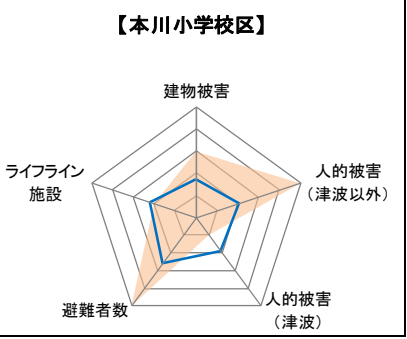 【本川小学校区】
建物被害
ライフライン
施設
人的被害
（津波以外）
避難者数
人的被害
（津波）